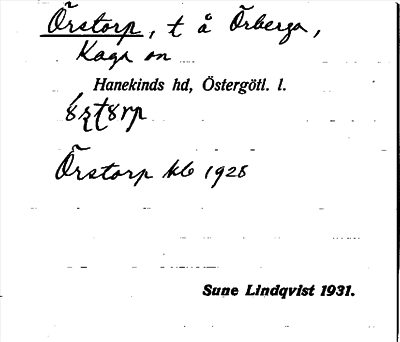 Örstorp, t å Örberga,
Kaga sn
Hanekinds hd, Östergötl. l.
Örstorp kb 1928
Sune Lindqvist 1931.